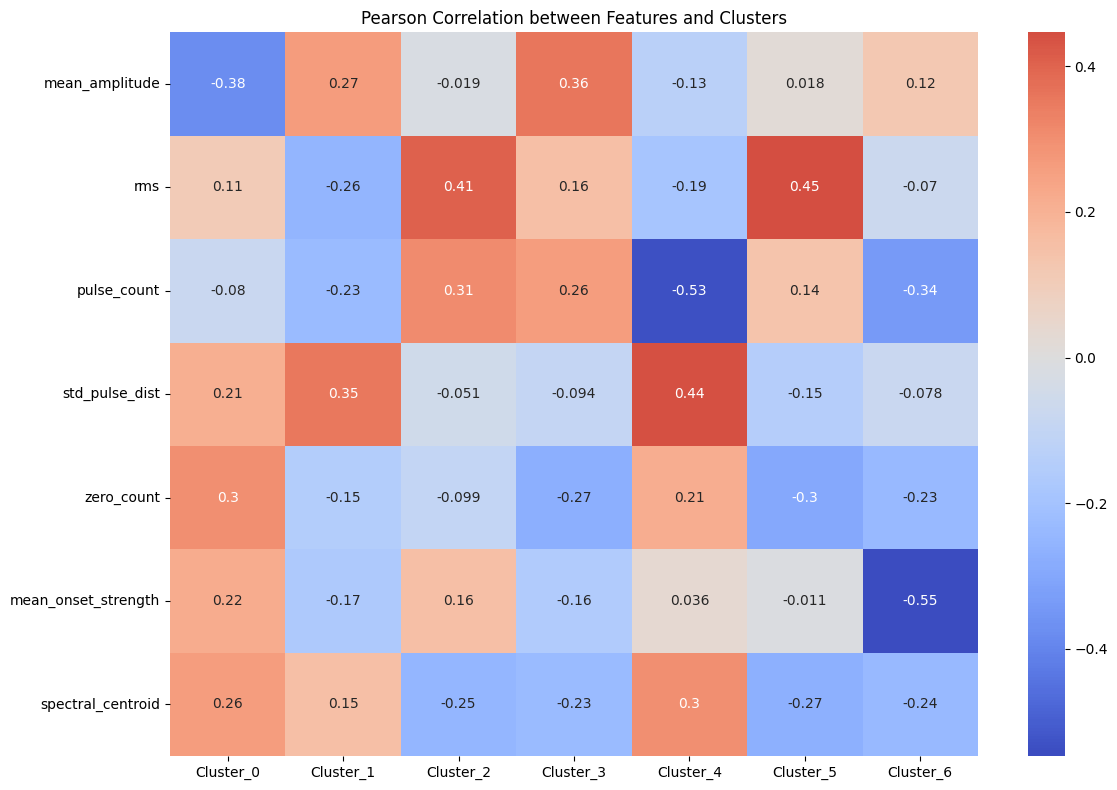 Pearson Correlation between Features and Clusters
mean_amplitude -0.38 0.27 -0.019 0.36 -0.13 0.018 0.12
rms 0.11 -0.26 0.41 0.16 -0.19 0.45 -0.07
pulse_count -0.08 -0.23 0.31 0.26 -0.53 0.14 -0.34
std_pulse_dist 0.21 0.35 -0.051 -0.094 0.44 -0.15 -0.078
zero_count 0.3 -0.15 -0.099 -0.27 0.21 -0.3 -0.23
mean_onset_strength 0.22 -0.17 0.16 -0.16 0.036 -0.011 -0.55
spectral_centroid 0.26 0.15 -0.25 -0.23 0.3 -0.27 -0.24
Cluster_0 Cluster_1 Cluster_2 Cluster_3 Cluster_4 Cluster_5 Cluster_6
0.4
0.2
0.0
−0.2
−0.4